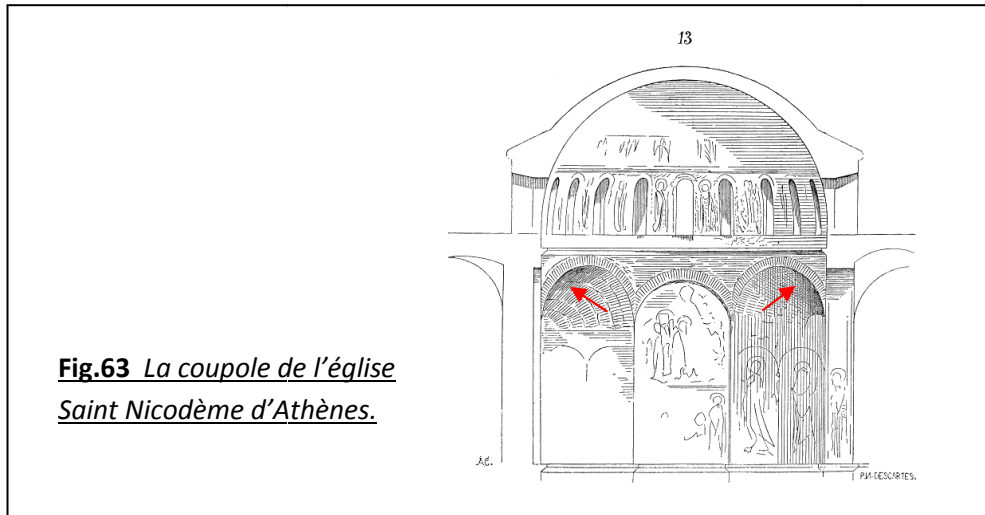 13
Fig.63 La coupole de l’église
Saint Nicodème d’Athènes.
P.N-DESCARTES.